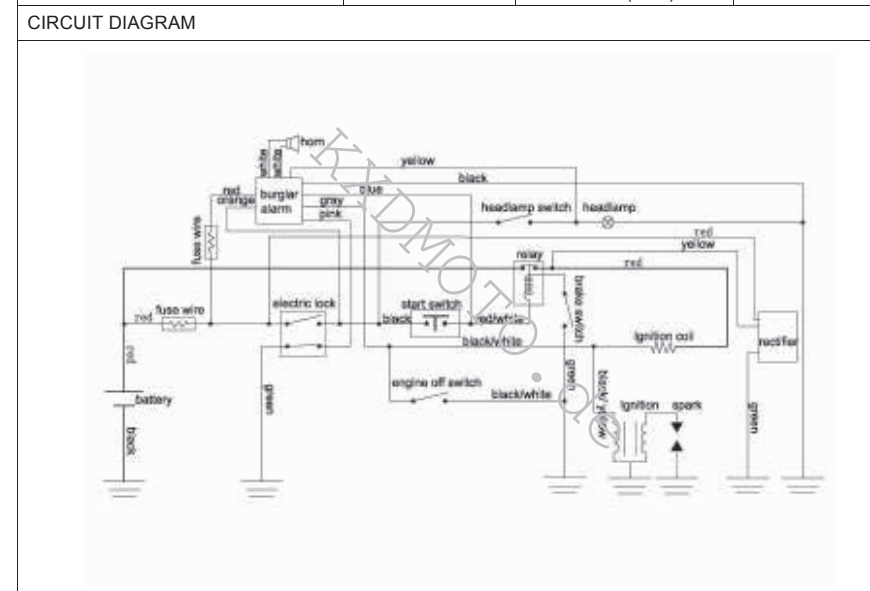 CIRCUIT DIAGRAM
horn
white
white
yellow
black
red
orange
burglar
alarm
blue
gray
pink
headlamp switch
headlamp
fuse wire
red
yellow
relay
red
brake switch
electric lock
start switch
red
fuse wire
black
red/white
black/white
Ignition coil
rectifier
red
green
engine off switch
black/white
green
black/yellow
Ignition
spark
green
battery
black
KXDMOTO.de